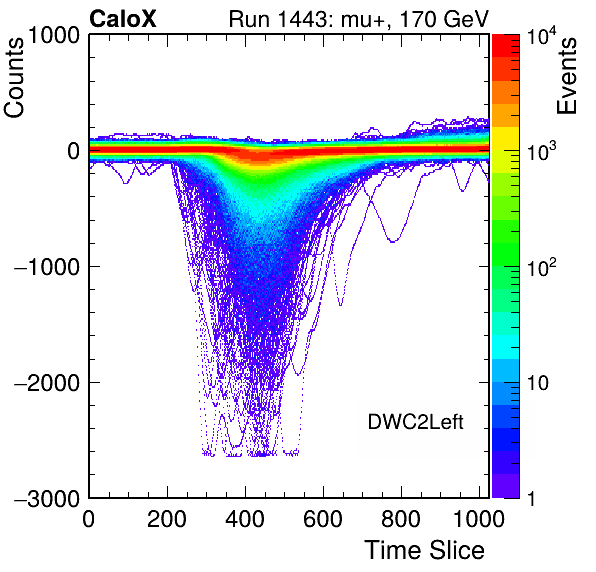 CaloX Run 1443: mu+, 170 GeV
Counts
Events
1000
0
−1000
−2000
−3000
0 200 400 600 800 1000
Time Slice
DWC2Left
10^4
10^3
10^2
10
1